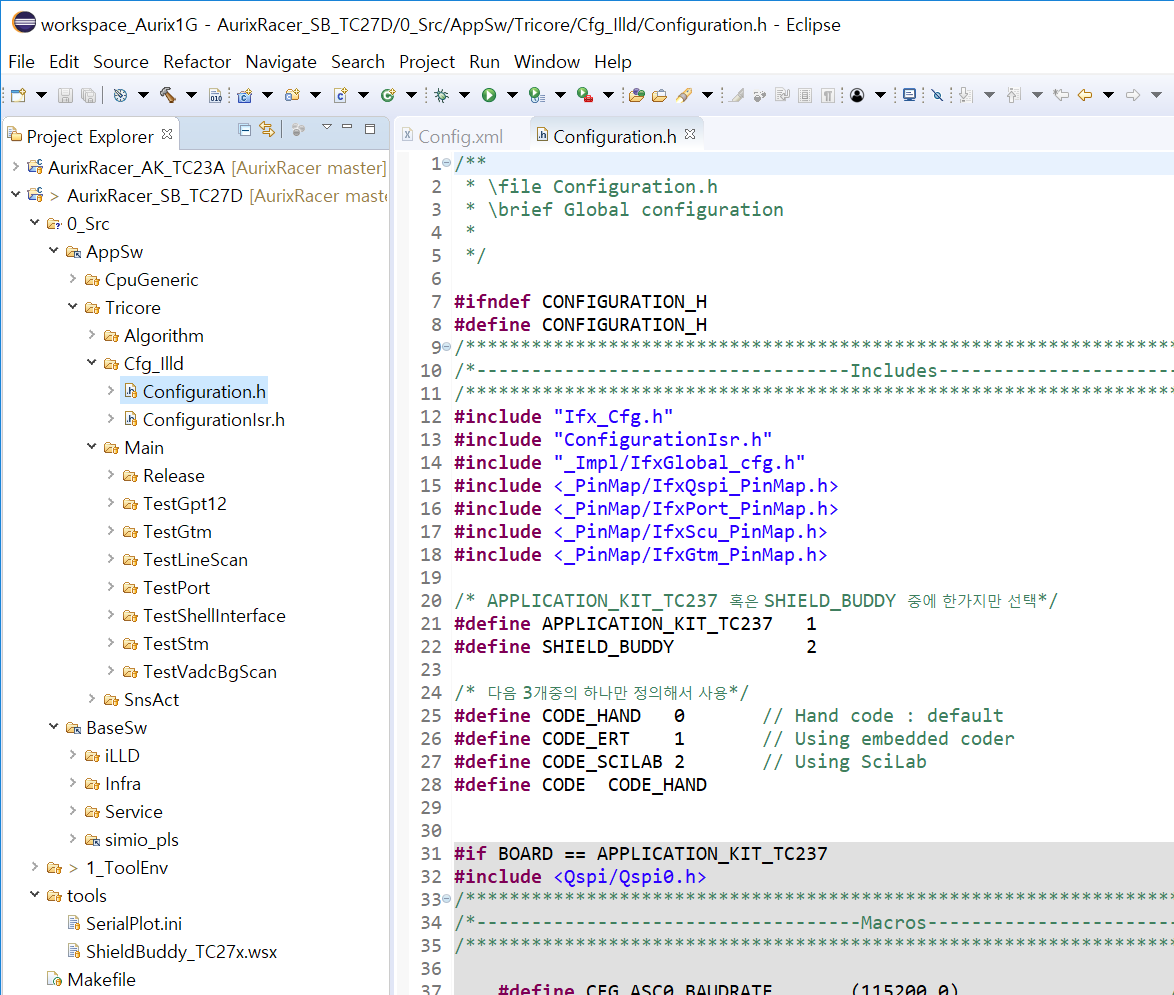 workspace_Aurix1G - AurixRacer_SB_TC27D/0_Src/AppSw/Tricore/Cfg_Illd/Configuration.h - Eclipse
File Edit Source Refactor Navigate Search Project Run Window Help
Project Explorer
AurixRacer_AK_TC23A [AurixRacer master]
> AurixRacer_SB_TC27D [AurixRacer maste
0_Src
AppSw
CpuGeneric
Tricore
Algorithm
Cfg_Illd
Configuration.h
ConfigurationIsr.h
Main
Release
TestGpt12
TestGtm
TestLineScan
TestPort
TestShellInterface
TestStm
TestVadcBgScan
SnsAct
BaseSw
iLLD
Infra
Service
simio_pls
> 1_ToolEnv
tools
SerialPlot.ini
ShieldBuddy_TC27x.wsx
Makefile
Config.xml Configuration.h
1 /**
2 * \file Configuration.h
3 * \brief Global configuration
4 *
5 */
6
7 #ifndef CONFIGURATION_H
8 #define CONFIGURATION_H
9 /******************************************************************
10 /*----------------------------------Includes----------------------
11 /******************************************************************
12 #include "Ifx_Cfg.h"
13 #include "ConfigurationIsr.h"
14 #include "_Impl/IfxGlobal_cfg.h"
15 #include <_PinMap/IfxQspi_PinMap.h>
16 #include <_PinMap/IfxPort_PinMap.h>
17 #include <_PinMap/IfxScu_PinMap.h>
18 #include <_PinMap/IfxGtm_PinMap.h>
19
20 /* APPLICATION_KIT_TC237 혹은 SHIELD_BUDDY 중에 한가지만 선택*/
21 #define APPLICATION_KIT_TC237 1
22 #define SHIELD_BUDDY 2
23
24 /* 다음 3개중의 하나만 정의해서 사용*/
25 #define CODE_HAND 0 // Hand code : default
26 #define CODE_ERT 1 // Using embedded coder
27 #define CODE_SCILAB 2 // Using SciLab
28 #define CODE CODE_HAND
29
30
31 #if BOARD == APPLICATION_KIT_TC237
32 #include <Qspi/Qspi0.h>
33 /******************************************************************
34 /*-----------------------------------Macros-----------------------
35 /******************************************************************
36
37 #define CFG_ASC0_BAUDRATE (115200.0)